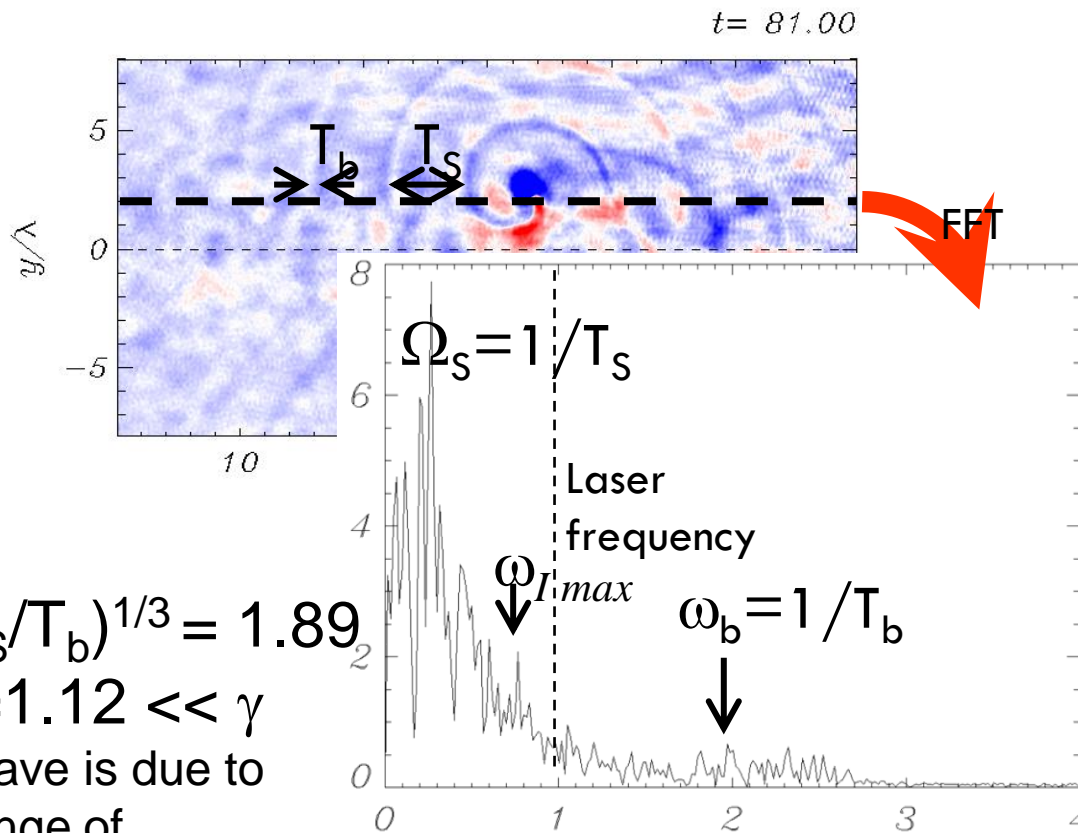 t= 81.00
5
T_b
T_S
FFT
y/λ
0
−5
10
8
Ω_S=1/T_S
6
Laser
frequency
4
ω_I max
ω_b=1/T_b
s/T_b)^1/3 = 1.89
2
1.12 << γ
ave is due to
0
nge of
0 1 2 3 4